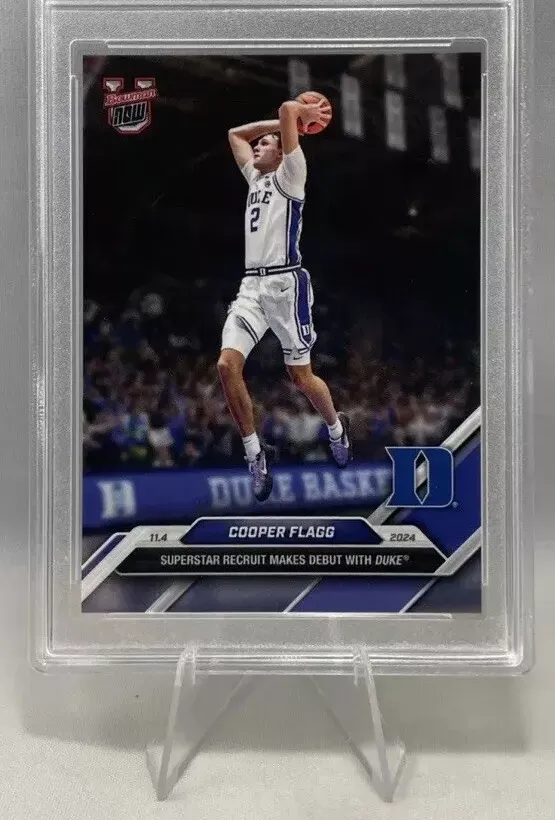 U
Bowman
NOW
DUKE
2
D
DUKE BASKE
D
COOPER FLAGG
11.4
2024
SUPERSTAR RECRUIT MAKES DEBUT WITH DUKE®